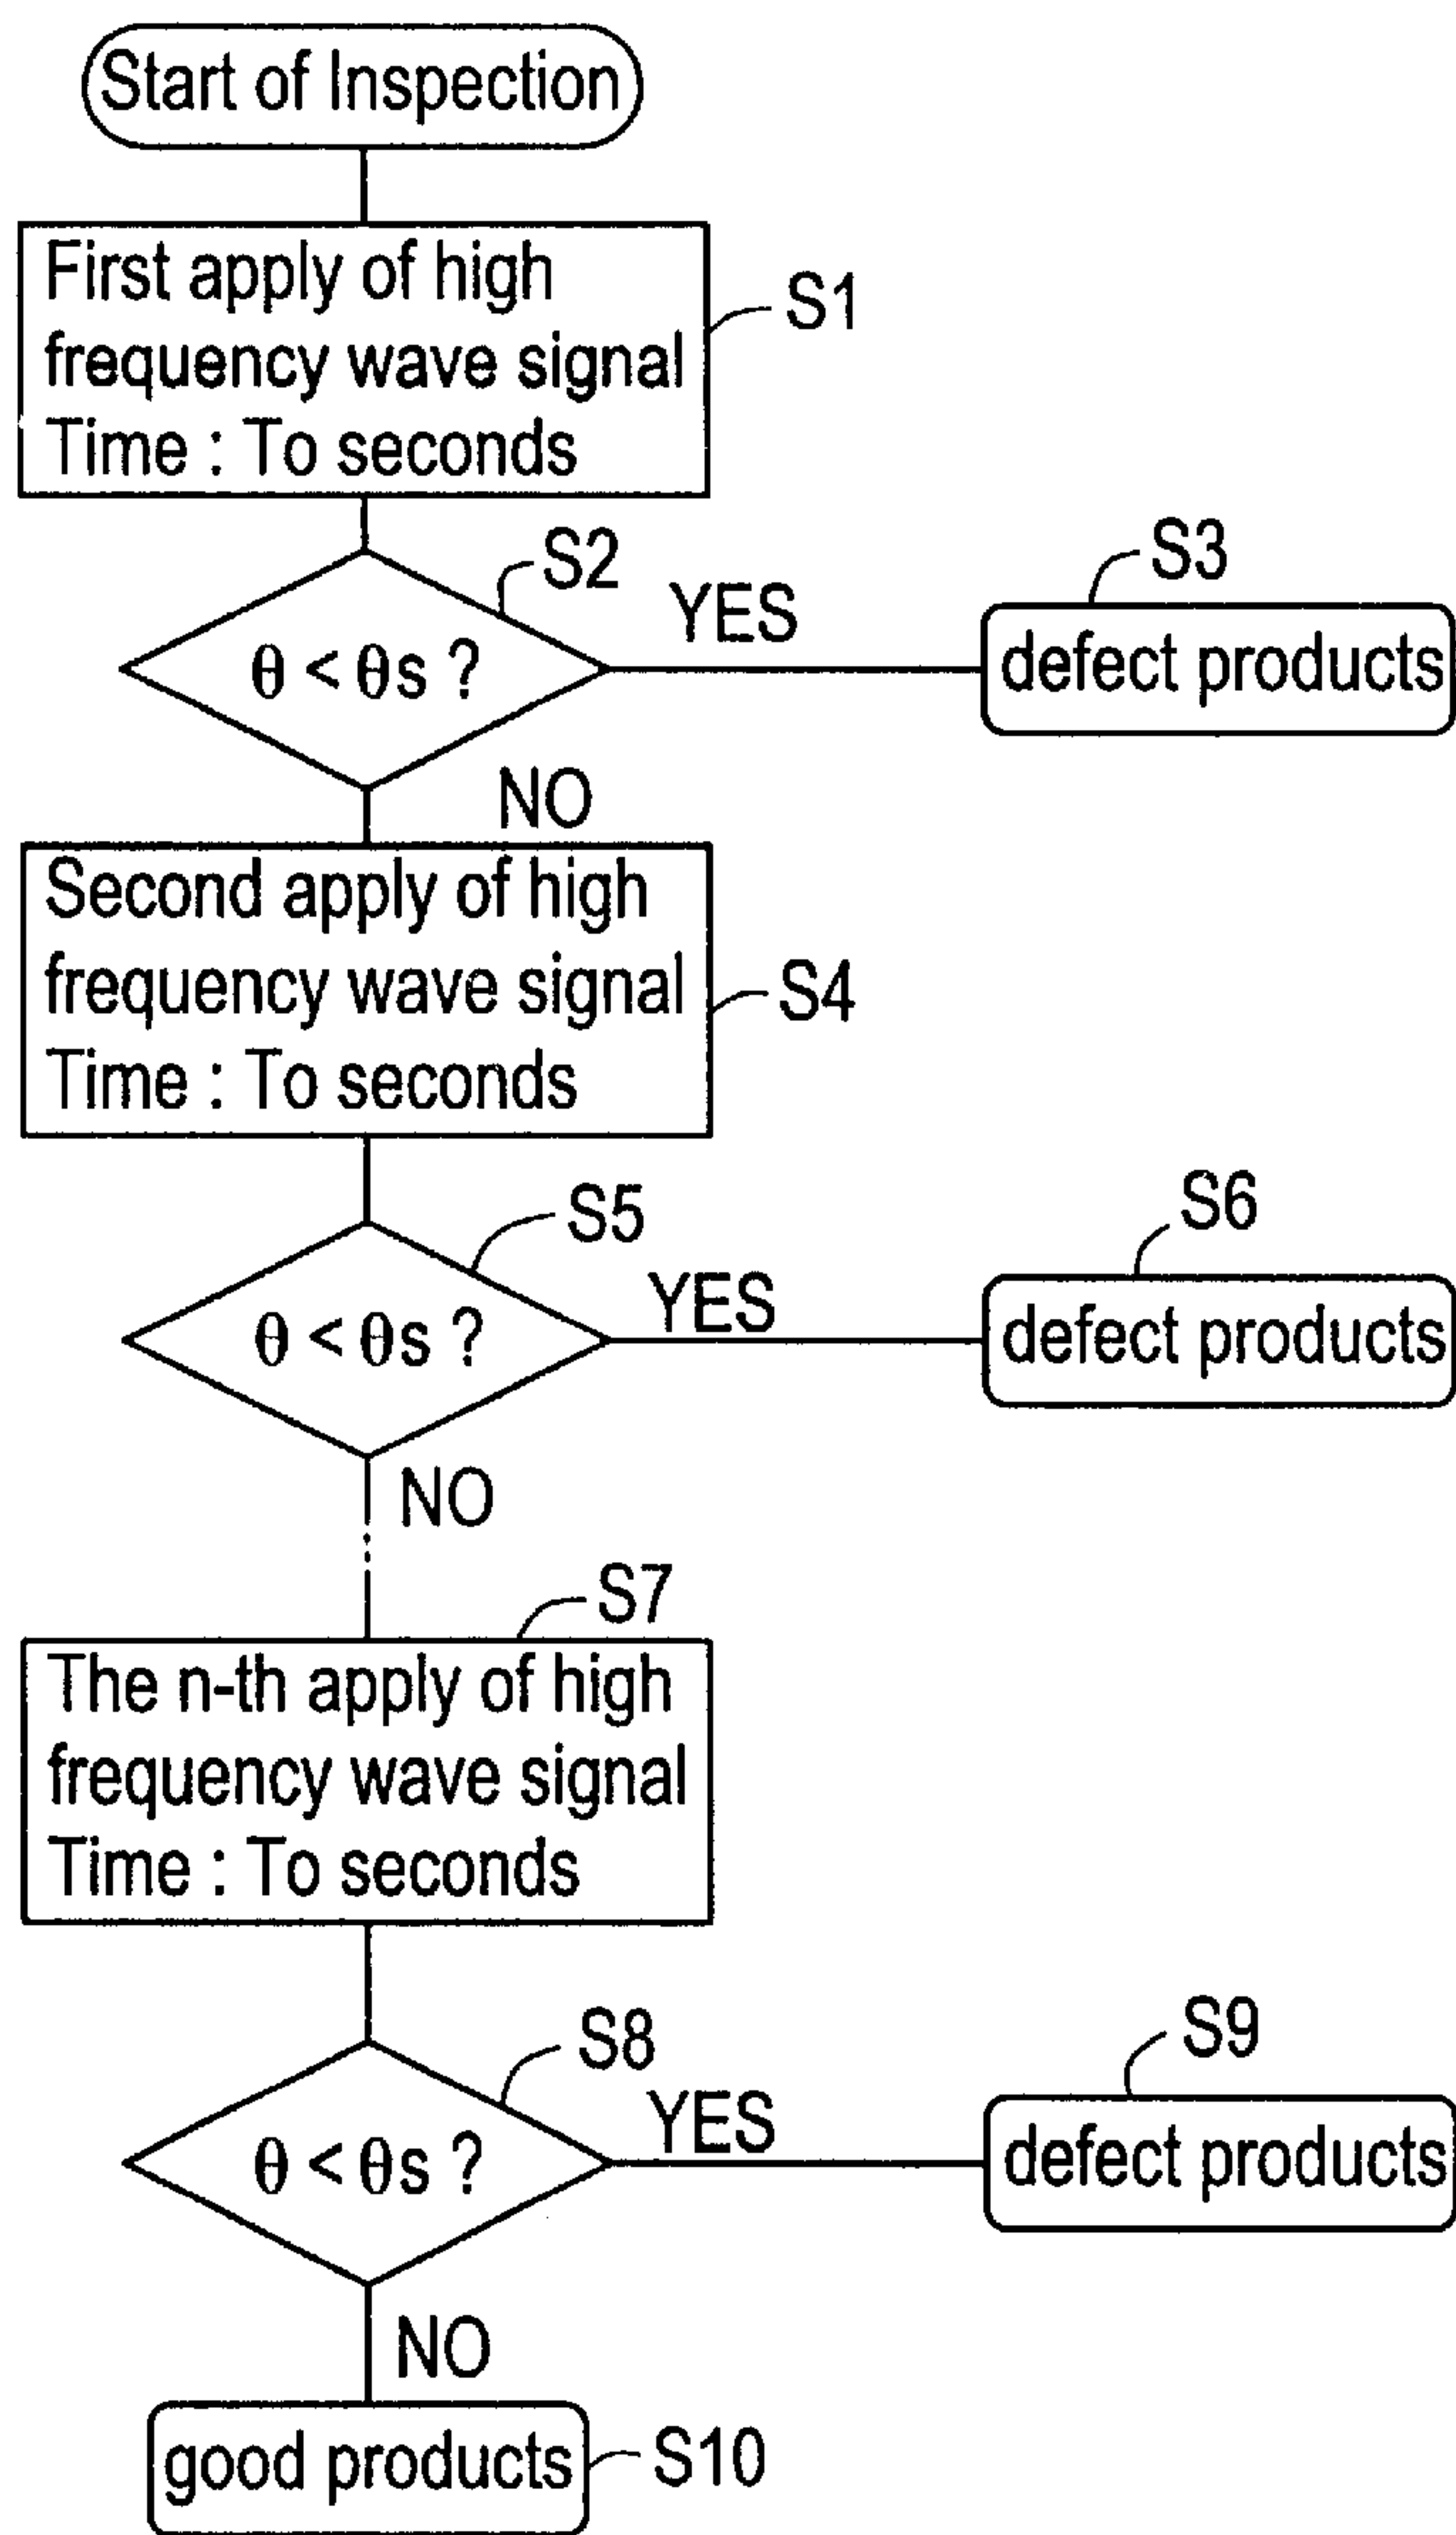 Start of Inspection
First apply of high
frequency wave signal
Time : To seconds
S1
S2
θ < θs ?
YES
S3
defect products
NO
Second apply of high
frequency wave signal
Time : To seconds
S4
S5
θ < θs ?
YES
S6
defect products
NO
S7
The n-th apply of high
frequency wave signal
Time : To seconds
S8
θ < θs ?
YES
S9
defect products
NO
good products
S10